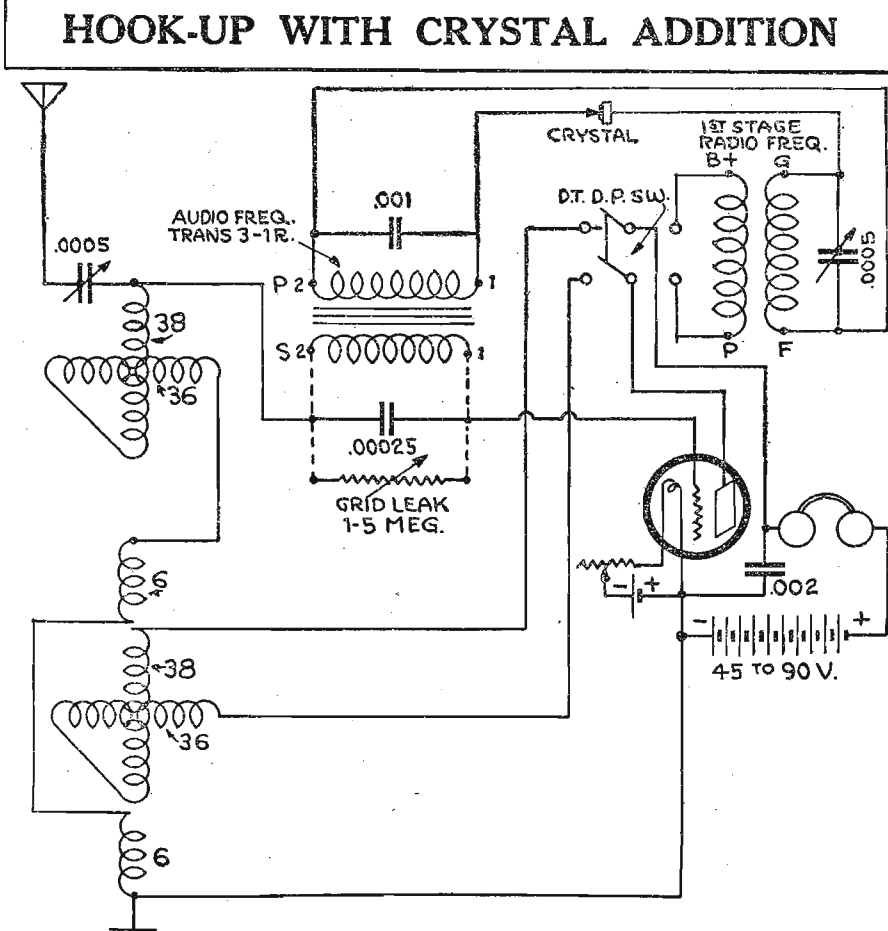 HOOK-UP WITH CRYSTAL ADDITION
CRYSTAL
1ST STAGE
RADIO FREQ.
B+ G
.001
D.T. D.P. SW.
AUDIO FREQ.
TRANS 3-1R.
.0005
.0005
P 2 1
38
S 2 1
P F
36
.00025
GRID LEAK
1-5 MEG.
6
- +
.002
- +
45 TO 90 V.
38
36
6